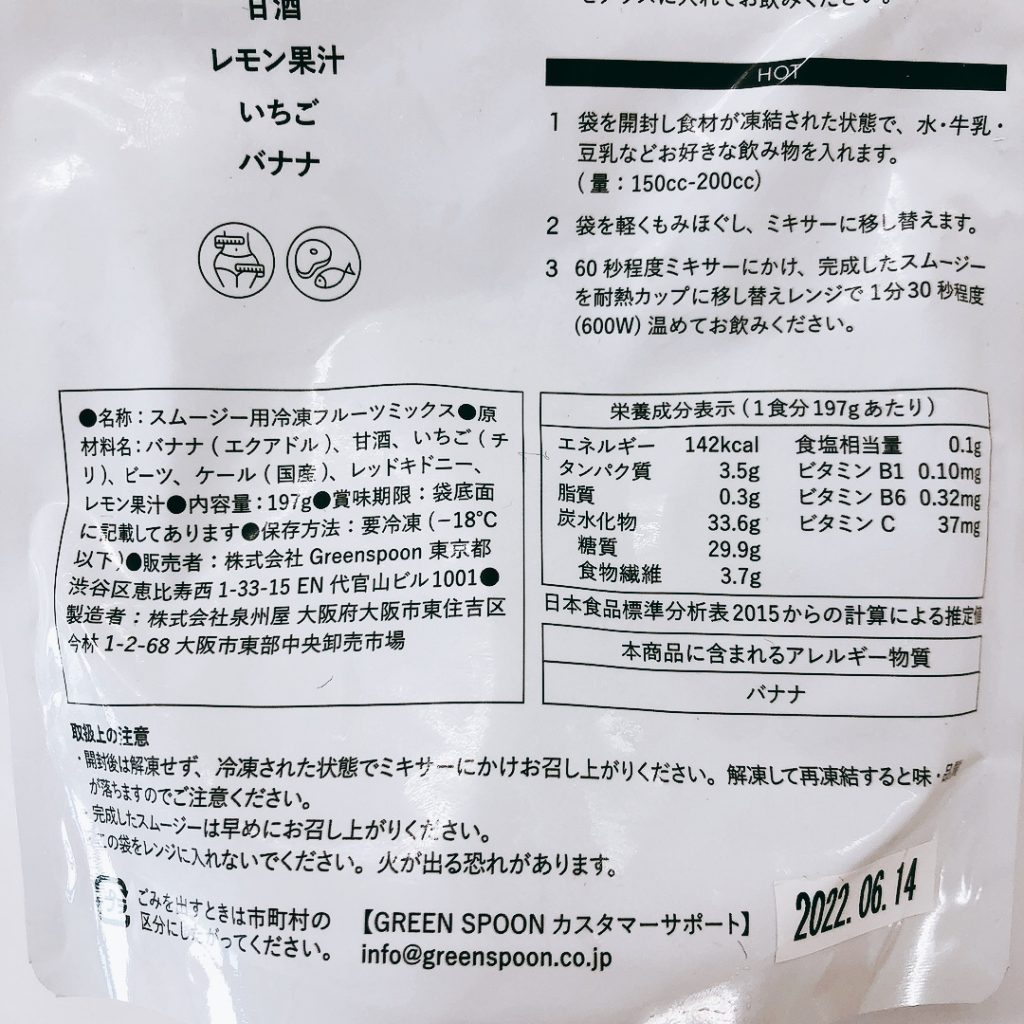 甘酒
レモン果汁
いちご
バナナ
HOT
1 袋を開封し食材が凍結された状態で、水・牛乳・
豆乳などお好きな飲み物を入れます。
(量：150cc-200cc)
2 袋を軽くもみほぐし、ミキサーに移し替えます。
3 60秒程度ミキサーにかけ、完成したスムージー
を耐熱カップに移し替えレンジで1分30秒程度
(600W) 温めてお飲みください。
●名称：スムージー用冷凍フルーツミックス●原
材料名：バナナ（エクアドル）、甘酒、いちご（チ
リ）、ビーツ、ケール（国産）、レッドキドニー、
レモン果汁●内容量：197g●賞味期限：袋底面
に記載してあります●保存方法：要冷凍（−18℃
以下）●販売者：株式会社 Greenspoon 東京都
渋谷区恵比寿西 1-33-15 EN 代官山ビル1001●
製造者：株式会社泉州屋 大阪府大阪市東住吉区
今林 1-2-68 大阪市東部中央卸売市場
栄養成分表示（1食分197gあたり）
エネルギー 142kcal 食塩相当量 0.1g
タンパク質 3.5g ビタミン B1 0.10mg
脂質 0.3g ビタミン B6 0.32mg
炭水化物 33.6g ビタミン C 37mg
糖質 29.9g
食物繊維 3.7g
日本食品標準分析表2015からの計算による推定値
本商品に含まれるアレルギー物質
バナナ
取扱上の注意
・開封後は解凍せず、冷凍された状態でミキサーにかけお召し上がりください。解凍して再凍結すると味・品質
が落ちますのでご注意ください。
・完成したスムージーは早めにお召し上がりください。
・この袋をレンジに入れないでください。火が出る恐れがあります。
ごみを出すときは市町村の
区分にしたがってください。
【GREEN SPOON カスタマーサポート】
info@greenspoon.co.jp
2022.06.14